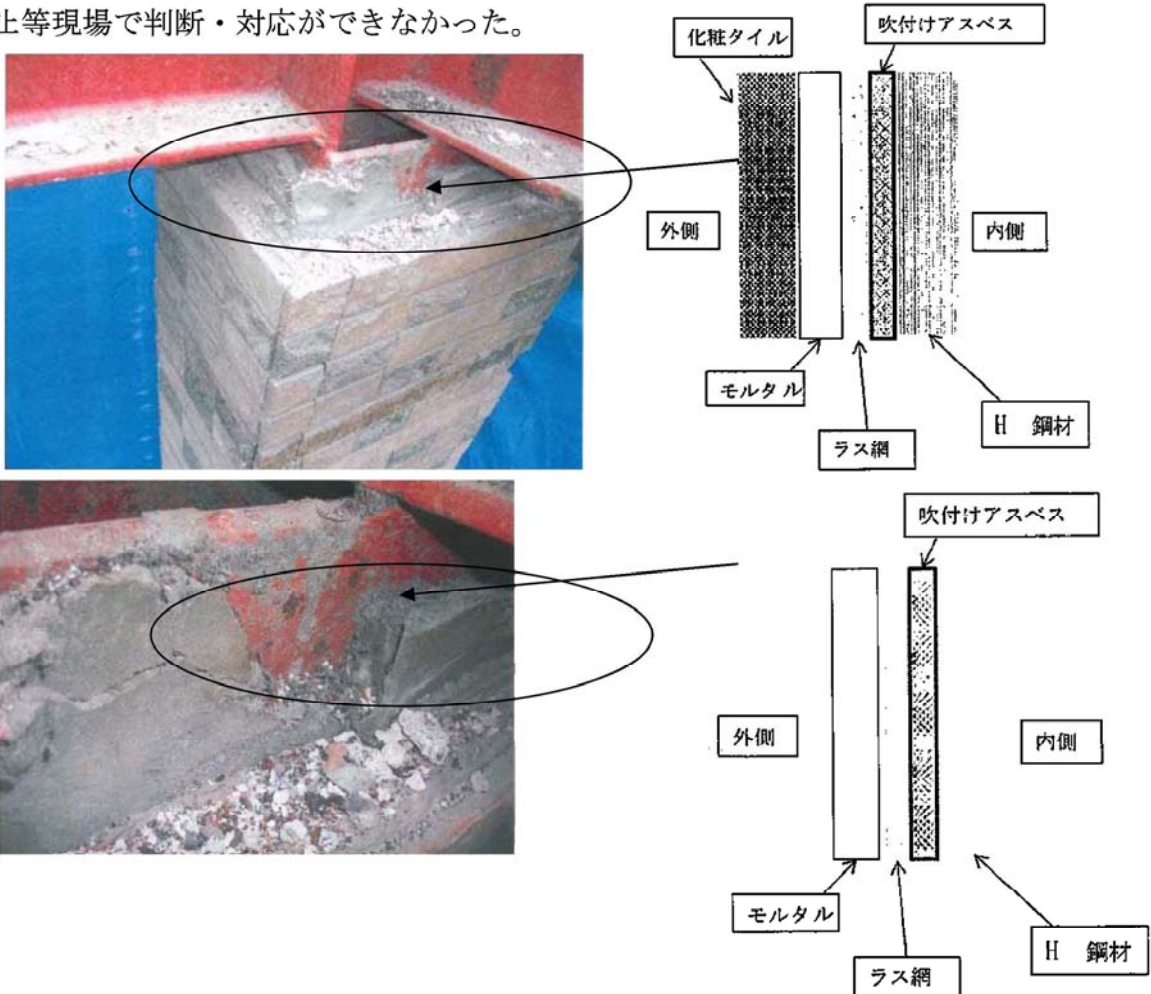 止等現場で判断・対応ができなかった。
化粧タイル
吹付けアスベス
外側
内側
モルタル
H 鋼材
ラス網
吹付けアスベス
外側
内側
モルタル
H 鋼材
ラス網